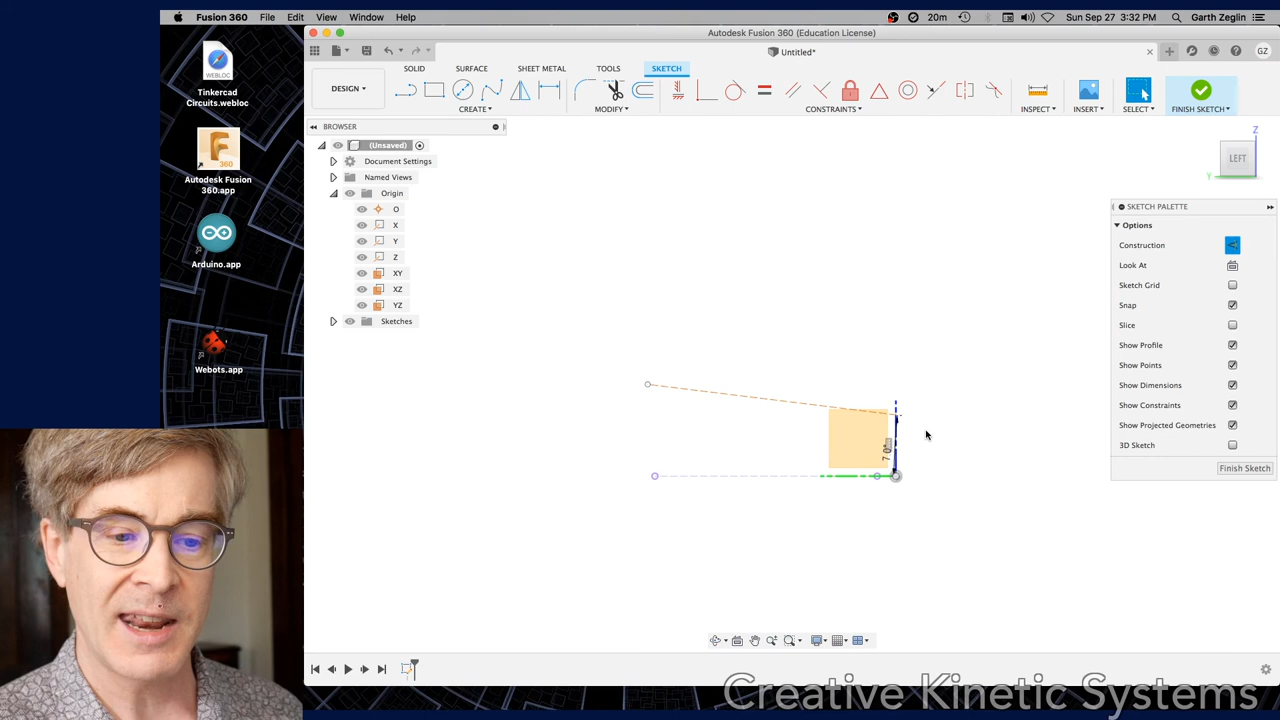 Fusion 360 File Edit View Window Help 20m Sun Sep 27 3:32 PM Garth Zeglin
Autodesk Fusion 360 (Education License)
Untitled* GZ
SOLID SURFACE SHEET METAL TOOLS SKETCH
DESIGN
CREATE MODIFY CONSTRAINTS INSPECT INSERT SELECT FINISH SKETCH
BROWSER
(Unsaved)
Document Settings
Named Views
Origin
O
X
Y
Z
XY
XZ
YZ
Sketches
Tinkercad
Circuits.webloc
WEBLOC
360
Autodesk Fusion
360.app
Arduino.app
Webots.app
Z
LEFT
Y
SKETCH PALETTE
Options
Construction
Look At
Sketch Grid
Snap
Slice
Show Profile
Show Points
Show Dimensions
Show Constraints
Show Projected Geometries
3D Sketch
Finish Sketch
Creative Kinetic Systems